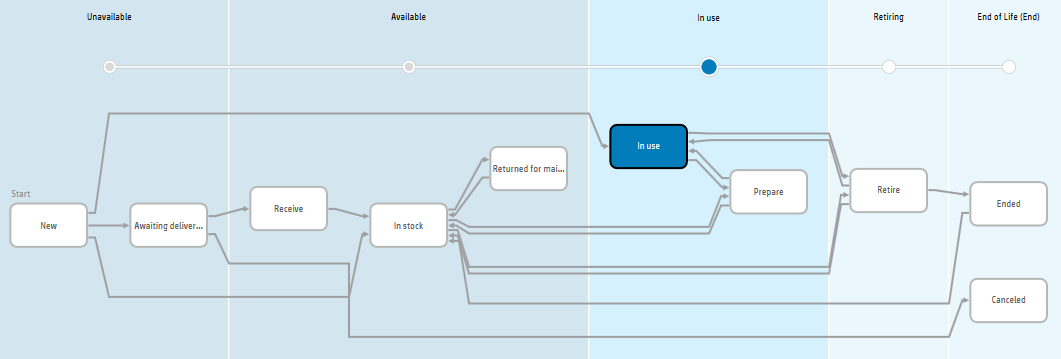 Unavailable
Available
In use
Retiring
End of Life (End)
Start
New
Awaiting deliver...
Receive
In stock
Returned for mai...
In use
Prepare
Retire
Ended
Canceled